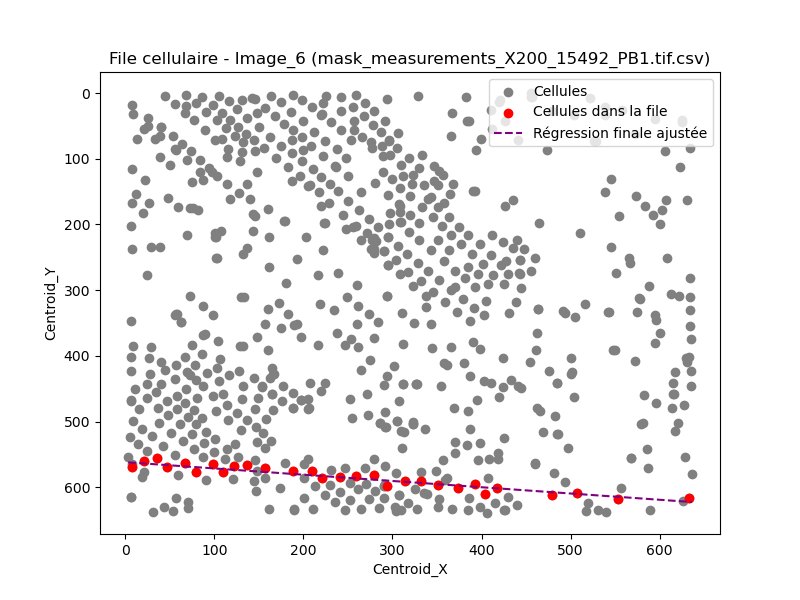 File cellulaire - Image_6 (mask_measurements_X200_15492_PB1.tif.csv)
Cellules
Cellules dans la file
Régression finale ajustée
0
100
200
300
400
500
600
Centroid_Y
0 100 200 300 400 500 600
Centroid_X